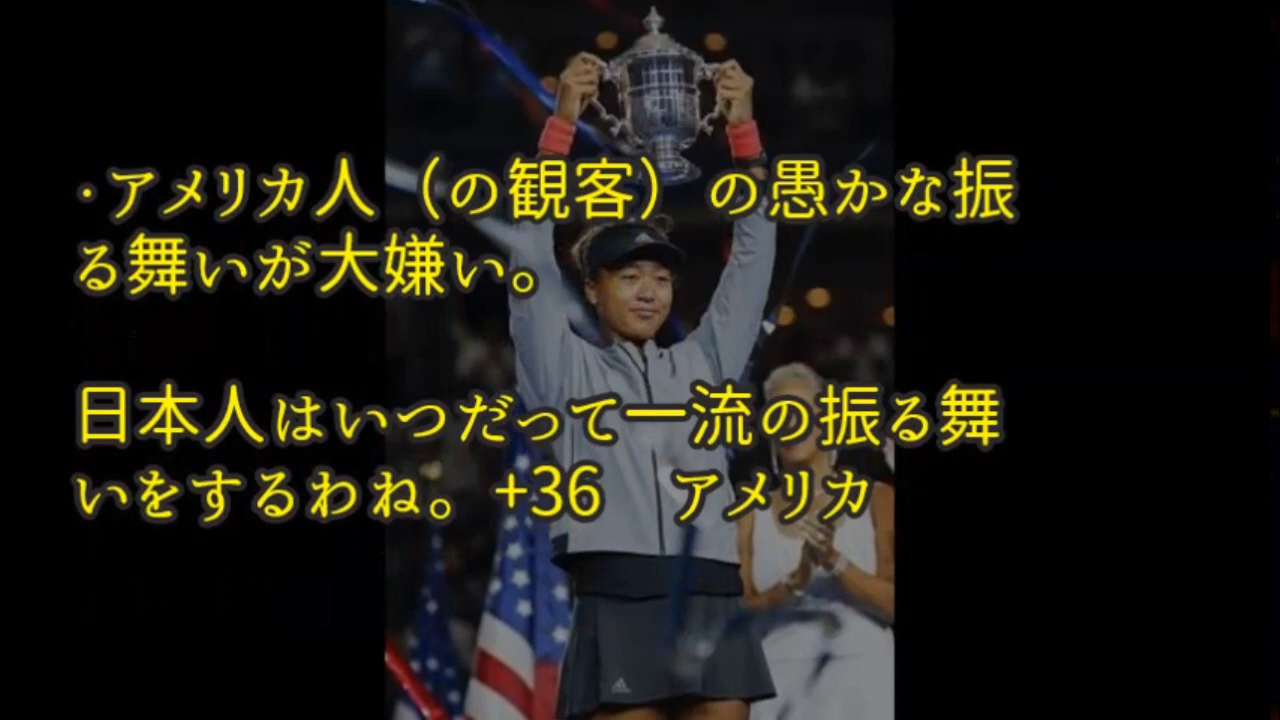 ・アメリカ人（の観客）の愚かな振
る舞いが大嫌い。
日本人はいつだって一流の振る舞
いをするわね。+36　アメリカ